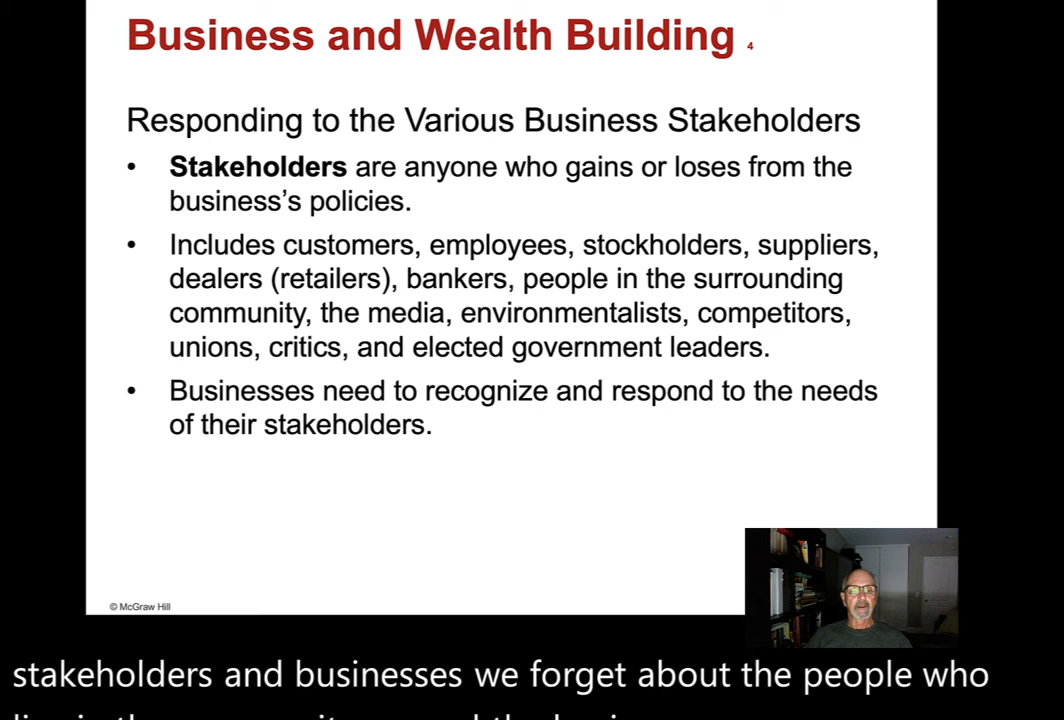 Business and Wealth Building 4
Responding to the Various Business Stakeholders
• Stakeholders are anyone who gains or loses from the
business's policies.
• Includes customers, employees, stockholders, suppliers,
dealers (retailers), bankers, people in the surrounding
community, the media, environmentalists, competitors,
unions, critics, and elected government leaders.
• Businesses need to recognize and respond to the needs
of their stakeholders.
© McGraw Hill
stakeholders and businesses we forget about the people who